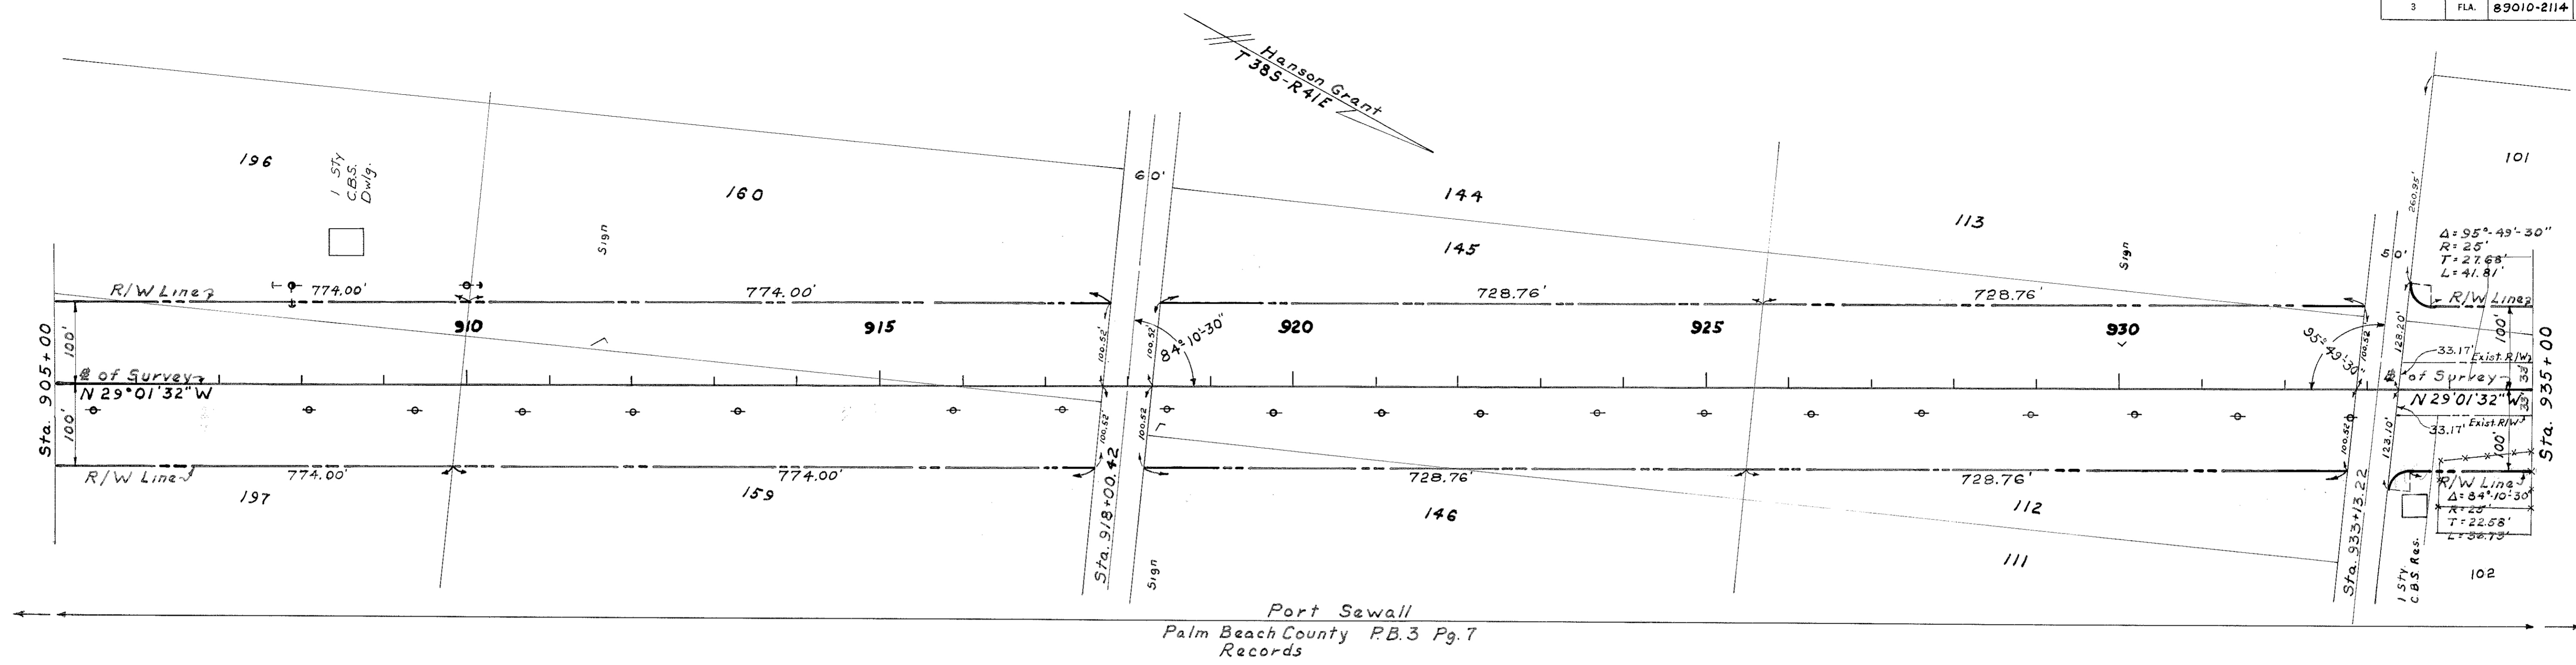 3 FLA. 89010-2114
Hanson Grant
T 38S-R41E
196
1 STY
C.B.S.
Dwlg.
160
Sign
60'
144
145
113
Sign
101
260.95'
50'
Δ = 95°-49'-30"
R = 25'
T = 27.68'
L = 41.81'
R/W Line
774.00'
774.00'
728.76'
728.76'
R/W Line
Sta. 905+00
100'
910
915
100.52'
100.52'
84°-10'-30"
920
925
930
95°-49'-30"
100.52'
128.20'
100'
33.17'
Exist. R/W
Sta. 935+00
℄ of Survey
N 29°01'32" W
℄ of Survey
33'
N 29°01'32" W
33'
100'
100.52'
100.52
100.52
123.10'
33.17'
Exist. R/W
100'
R/W Line
774.00'
774.00'
728.76'
728.76'
R/W Line
Δ = 84°-10'-30"
R = 25'
T = 22.58'
L = 36.73'
197
159
Sta. 918+00.42
Sign
146
112
111
Sta. 933+13.22
1 Sty.
C.B.S. Res.
102
Port Sewall
Palm Beach County P.B.3 Pg.7
Records